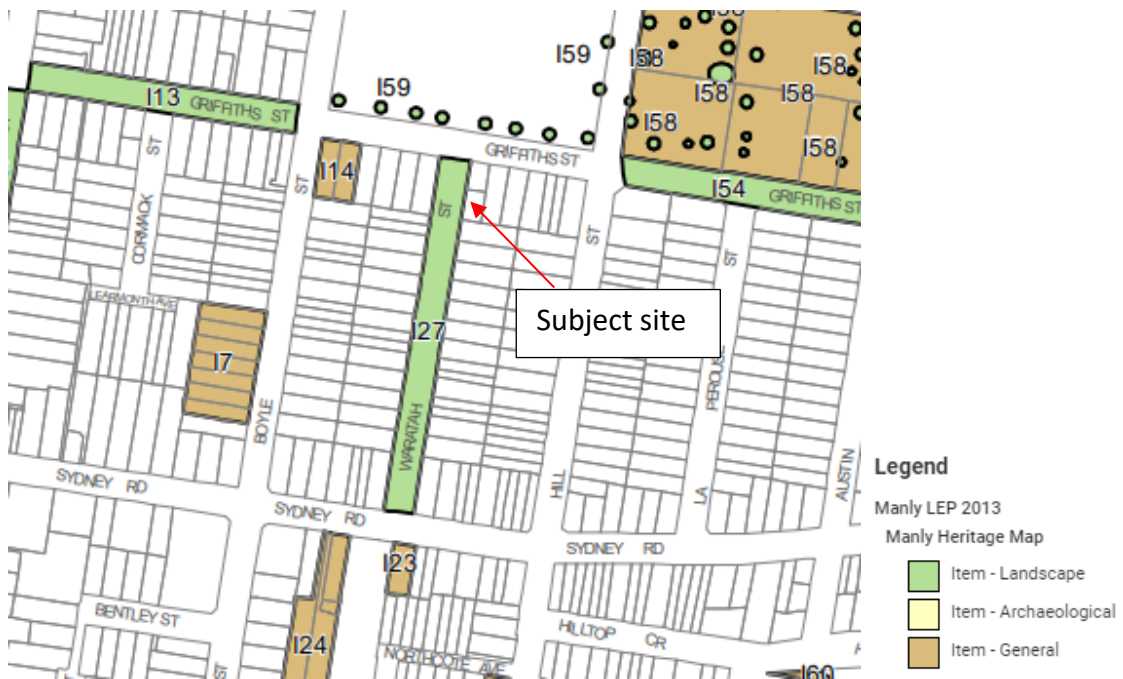 I58
I59
I59
I58
I58
I13
GRIFFITHS ST
I58
I58
I58
I58
GRIFFITHS ST
I14
ST
ST
I54
GRIFFITHS ST
CORMACK
ST
ST
ST
LEARMONTH AVE
Subject site
I27
I7
PEROUSE
BOYLE
WARATAH
SYDNEY RD
HILL
LA
AUSTIN
SYDNEY RD
SYDNEY RD
I23
BENTLEY ST
I24
HILLTOP CR
NORTHCOTE AVE
ST
I60
Legend
Manly LEP 2013
Manly Heritage Map
Item - Landscape
Item - Archaeological
Item - General